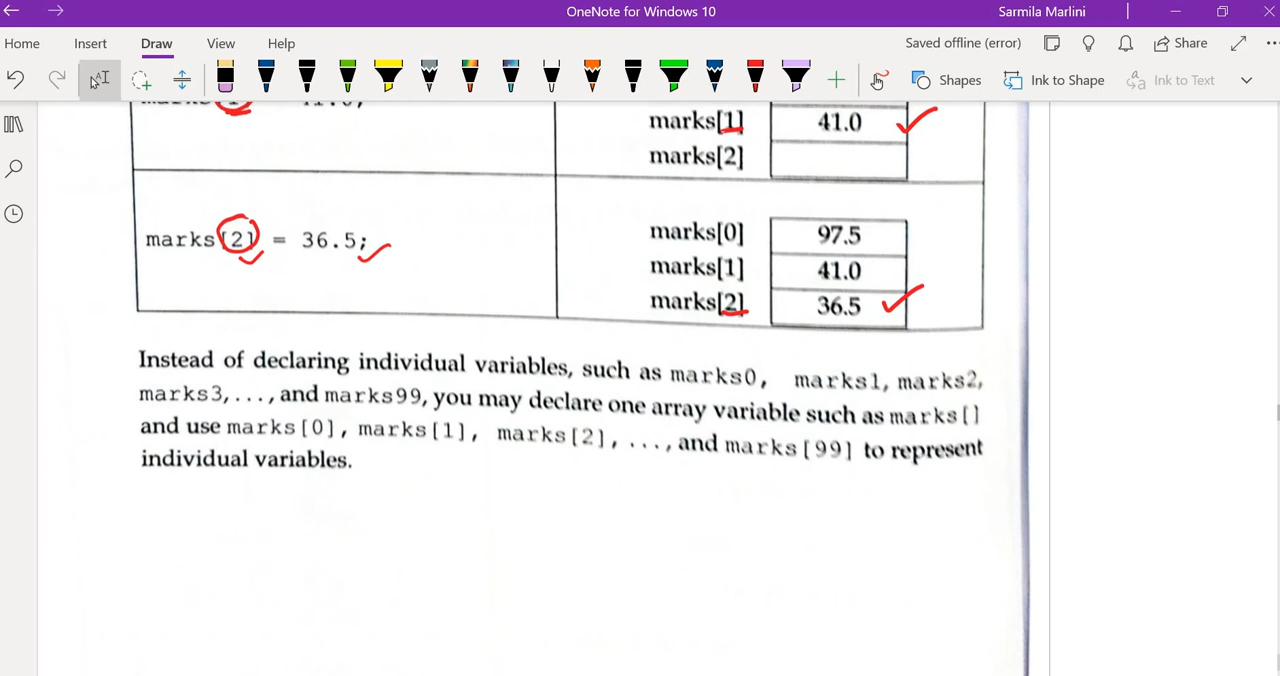 OneNote for Windows 10
Sarmila Marlini
Home Insert Draw View Help
Saved offline (error)
Share
Shapes
Ink to Shape
Ink to Text
marks[1] 41.0
marks[2]
marks[2] = 36.5;
marks[0] 97.5
marks[1] 41.0
marks[2] 36.5
Instead of declaring individual variables, such as marks0, marks1, marks2,
marks3,...,and marks99, you may declare one array variable such as marks[]
and use marks[0], marks[1], marks[2], ...,and marks[99] to represent
individual variables.